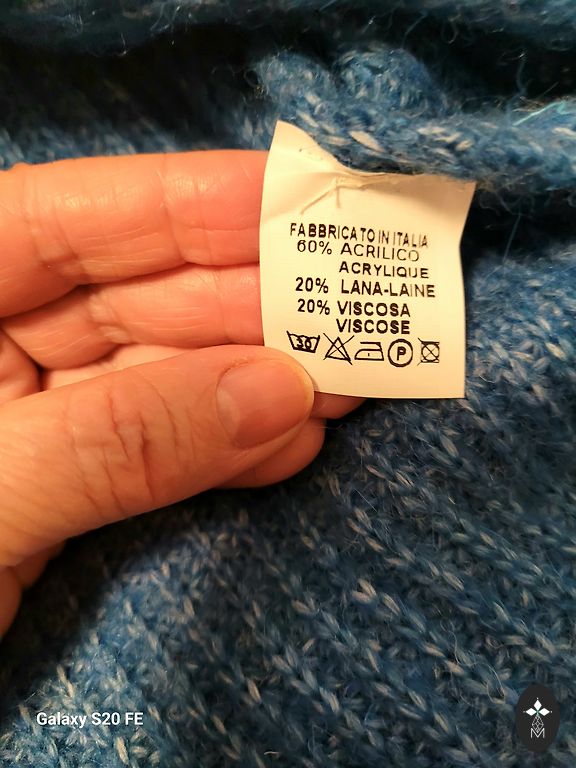 FABBRICATO IN ITALIA
60% ACRILICO
ACRYLIQUE
20% LANA-LAINE
20% VISCOSA
VISCOSE
30 P
Galaxy S20 FE
M